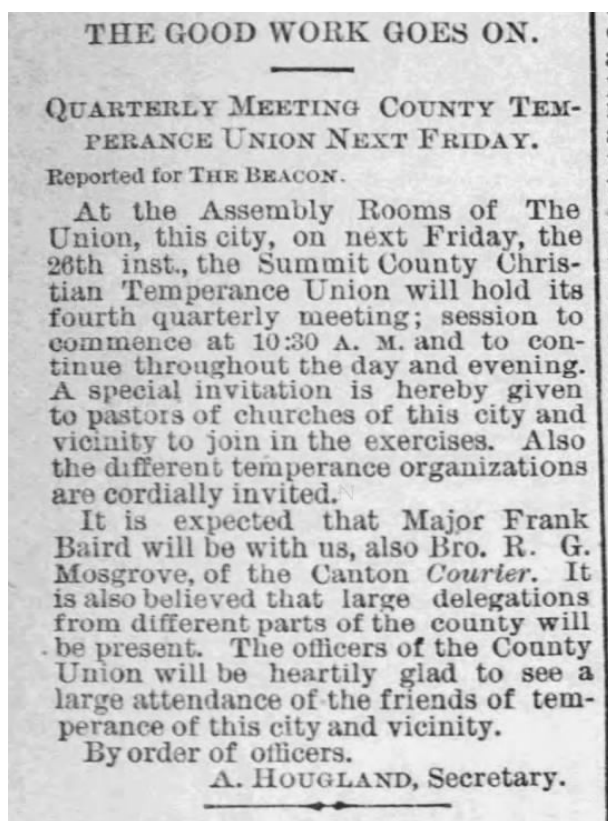 THE GOOD WORK GOES ON.
QUARTERLY MEETING COUNTY TEM-
PERANCE UNION NEXT FRIDAY.
Reported for THE BEACON.
At the Assembly Rooms of The
Union, this city, on next Friday, the
26th inst., the Summit County Chris-
tian Temperance Union will hold its
fourth quarterly meeting; session to
commence at 10:30 A. M. and to con-
tinue throughout the day and evening.
A special invitation is hereby given
to pastors of churches of this city and
vicinity to join in the exercises. Also
the different temperance organizations
are cordially invited.
It is expected that Major Frank
Baird will be with us, also Bro. R. G.
Mosgrove, of the Canton Courier. It
is also believed that large delegations
from different parts of the county will
be present. The officers of the County
Union will be heartily glad to see a
large attendance of the friends of tem-
perance of this city and vicinity.
By order of officers.
A. HOUGLAND, Secretary.